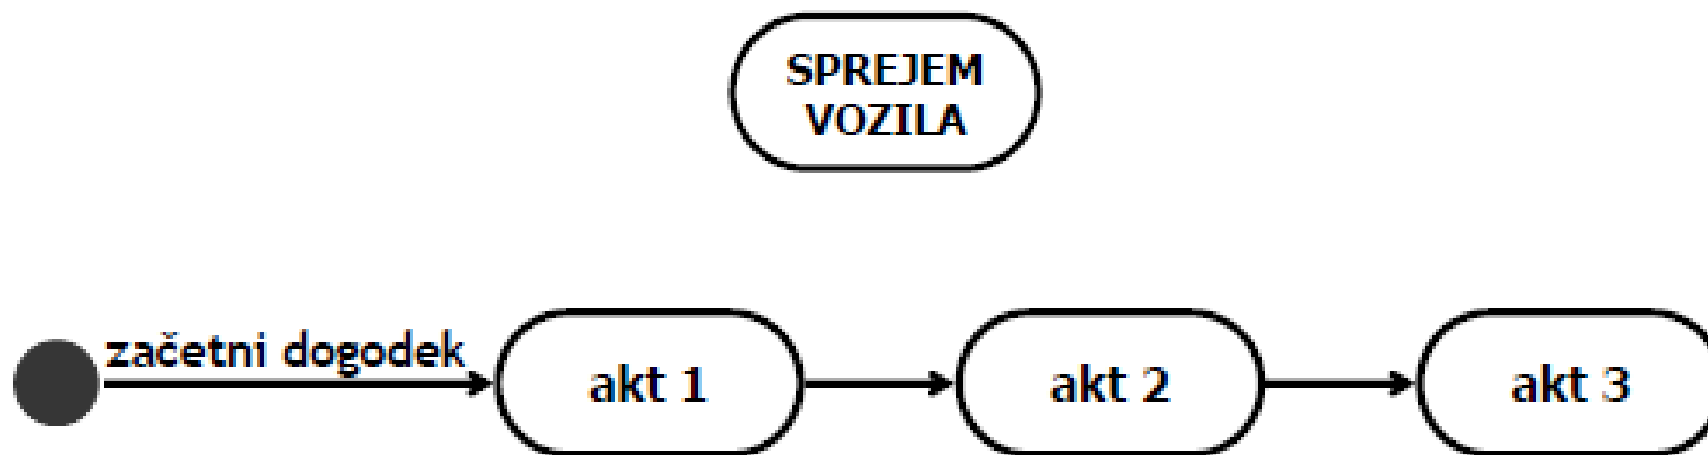 SPREJEM
VOZILA
začetni dogodek
akt 1
akt 2
akt 3